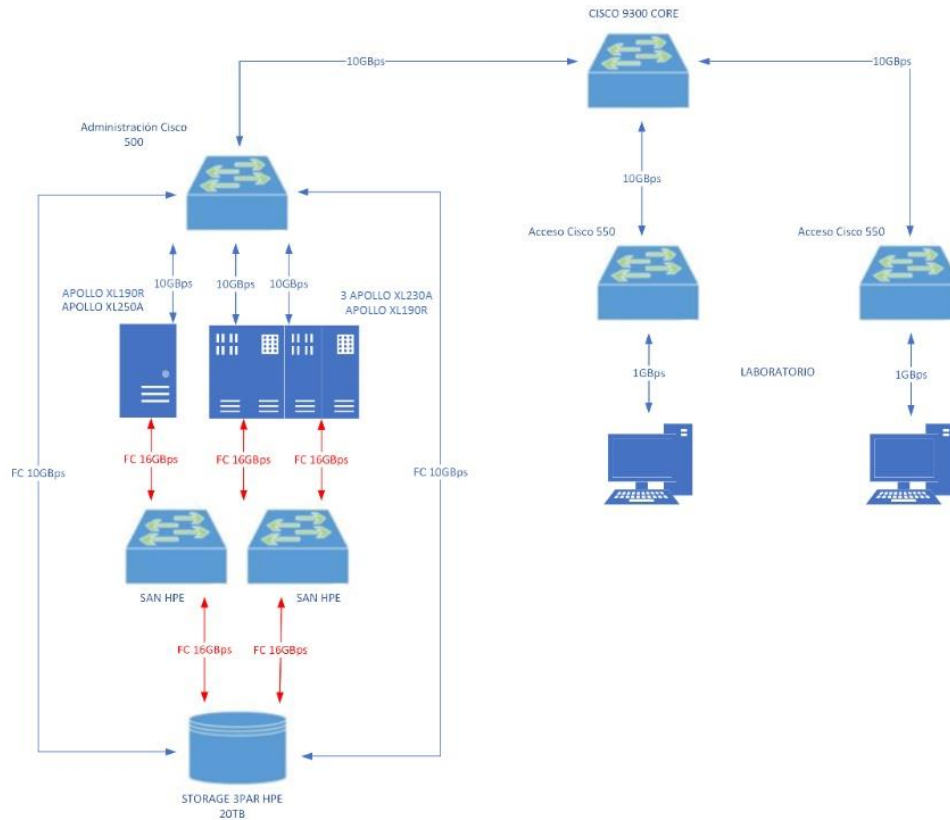 CISCO 9300 CORE
10GBps
10GBps
Administración Cisco
500
10GBps
Acceso Cisco 550
Acceso Cisco 550
10GBps
10GBps
10GBps
APOLLO XL190R
APOLLO XL250A
3 APOLLO XL230A
APOLLO XL190R
1GBps
LABORATORIO
1GBps
FC 16GBps
FC 16GBps
FC 16GBps
FC 10GBps
FC 10GBps
SAN HPE
SAN HPE
FC 16GBps
FC 16GBps
STORAGE 3PAR HPE
20TB